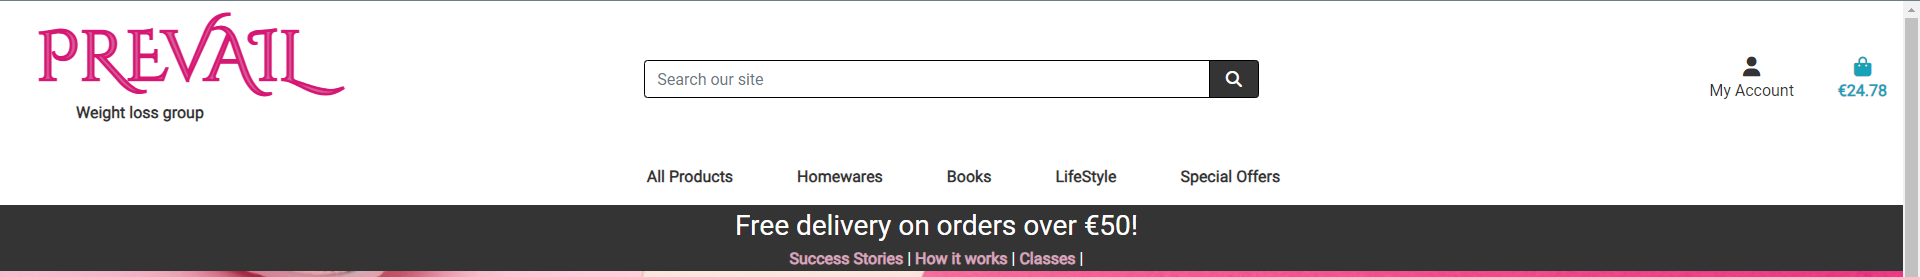 PREVAIL
Weight loss group
Search our site
My Account
€24.78
All Products Homewares Books LifeStyle Special Offers
Free delivery on orders over €50!
Success Stories | How it works | Classes |